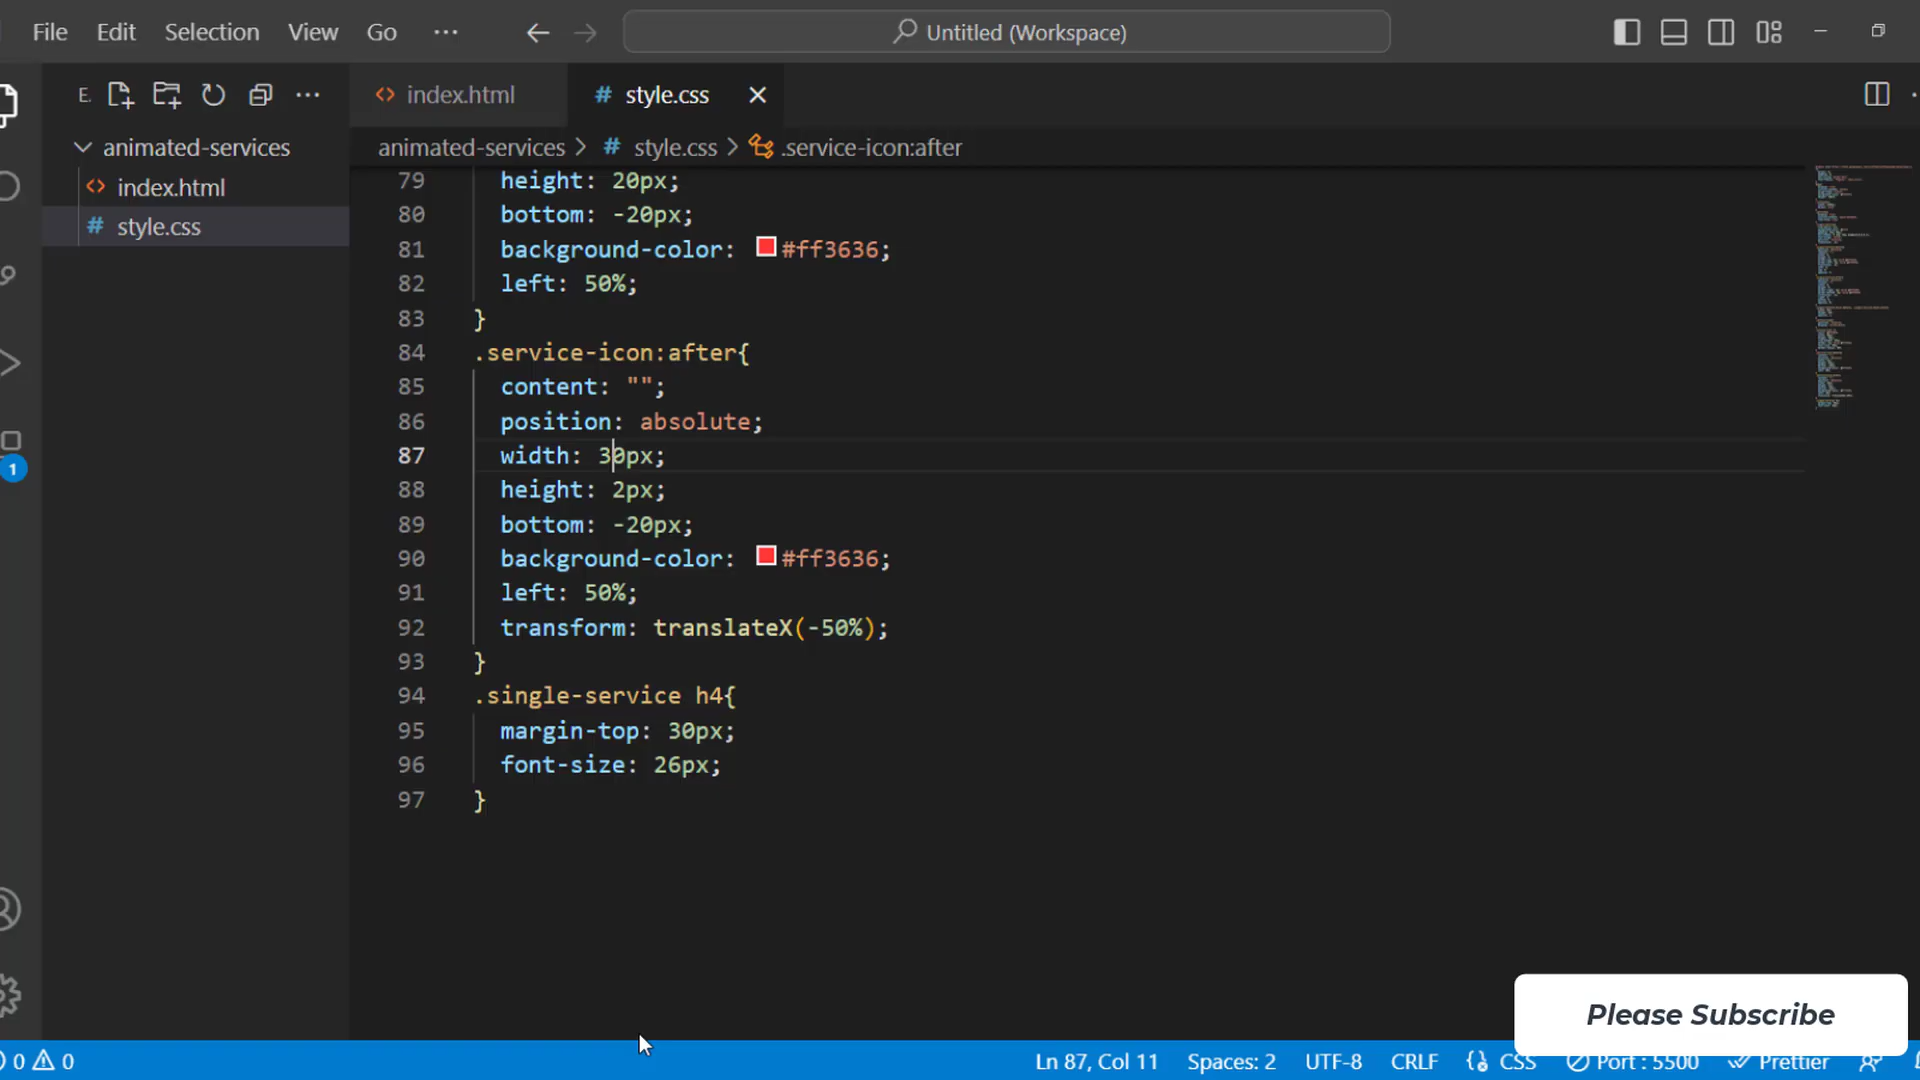 File Edit Selection View Go ··· Untitled (Workspace)
E.
animated-services
index.html
style.css
1
index.html style.css
animated-services > # style.css > .service-icon:after
79 height: 20px;
80 bottom: -20px;
81 background-color: #ff3636;
82 left: 50%;
83 }
84 .service-icon:after{
85 content: "";
86 position: absolute;
87 width: 30px;
88 height: 2px;
89 bottom: -20px;
90 background-color: #ff3636;
91 left: 50%;
92 transform: translateX(-50%);
93 }
94 .single-service h4{
95 margin-top: 30px;
96 font-size: 26px;
97 }
Please Subscribe
0 0 Ln 87, Col 11 Spaces: 2 UTF-8 CRLF CSS Port : 5500 Prettier